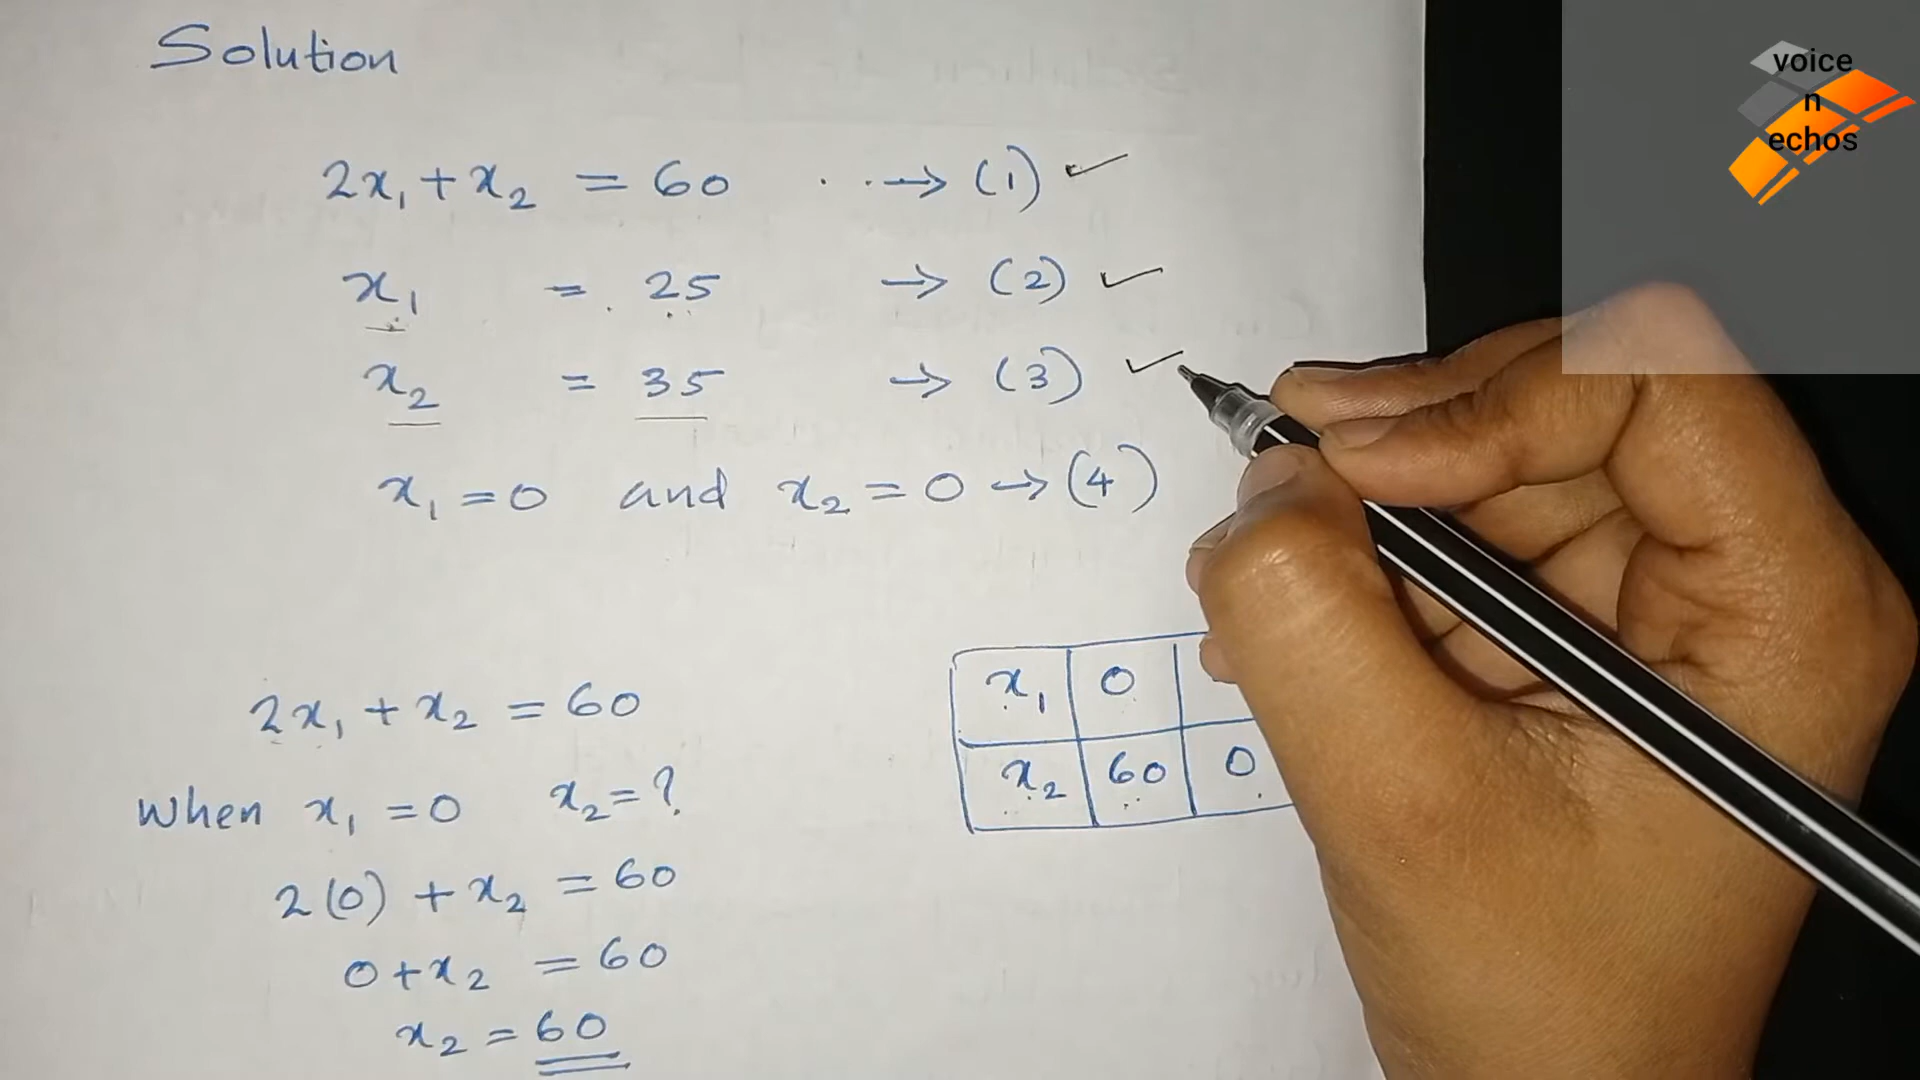 Solution
2x₁ + x₂ = 60 ...→ (1) ✓
x₁ = 25 → (2) ✓
x₂ = 35 → (3) ✓
x₁ = 0 and x₂ = 0 → (4)
2x₁ + x₂ = 60
When x₁ = 0 x₂ = ?
2(0) + x₂ = 60
0 + x₂ = 60
x₂ = 60
x₁ 0
x₂ 60 0
voice
n
echos